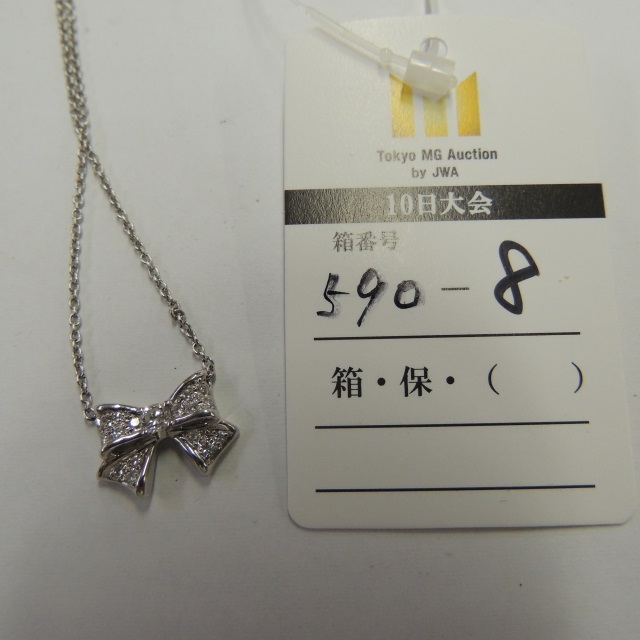 Tokyo MG Auction
by JWA
10日大会
箱番号
590-8
箱・保・(　　)